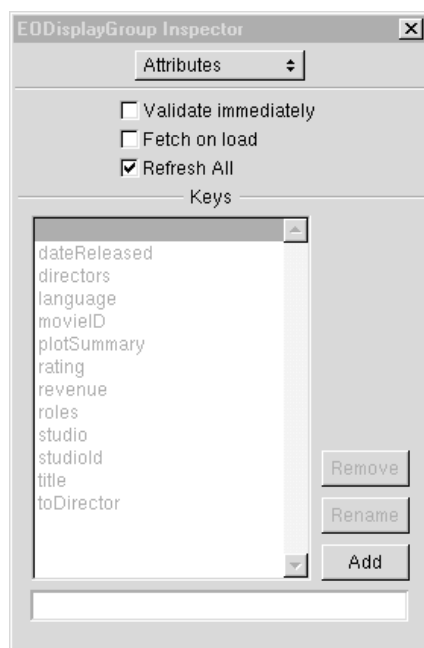 EODisplayGroup Inspector
Attributes
Validate immediately
Fetch on load
Refresh All
Keys
dateReleased
directors
language
movieID
plotSummary
rating
revenue
roles
studio
studioId
title
toDirector
Remove
Rename
Add